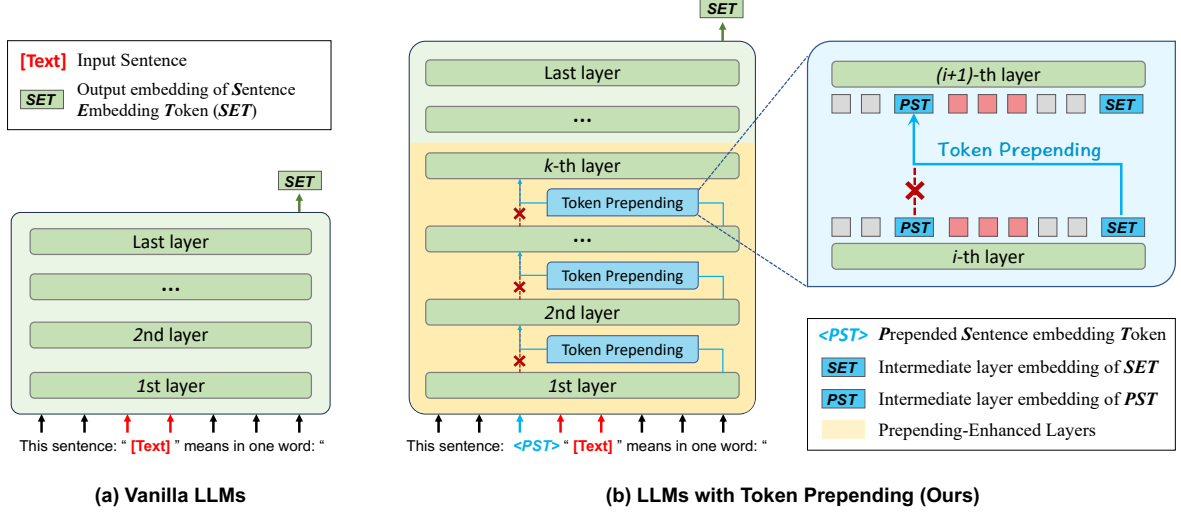 [Text] Input Sentence
SET Output embedding of Sentence
Embedding Token (SET)
SET
Last layer
...
2nd layer
1st layer
This sentence: “ [Text] ” means in one word: “
(a) Vanilla LLMs
SET
Last layer
...
k-th layer
Token Prepending
...
Token Prepending
2nd layer
Token Prepending
1st layer
This sentence: <PST> “ [Text] ” means in one word: “
(b) LLMs with Token Prepending (Ours)
(i+1)-th layer
PST SET
Token Prepending
PST SET
i-th layer
<PST> Prepended Sentence embedding Token
SET Intermediate layer embedding of SET
PST Intermediate layer embedding of PST
Prepending-Enhanced Layers